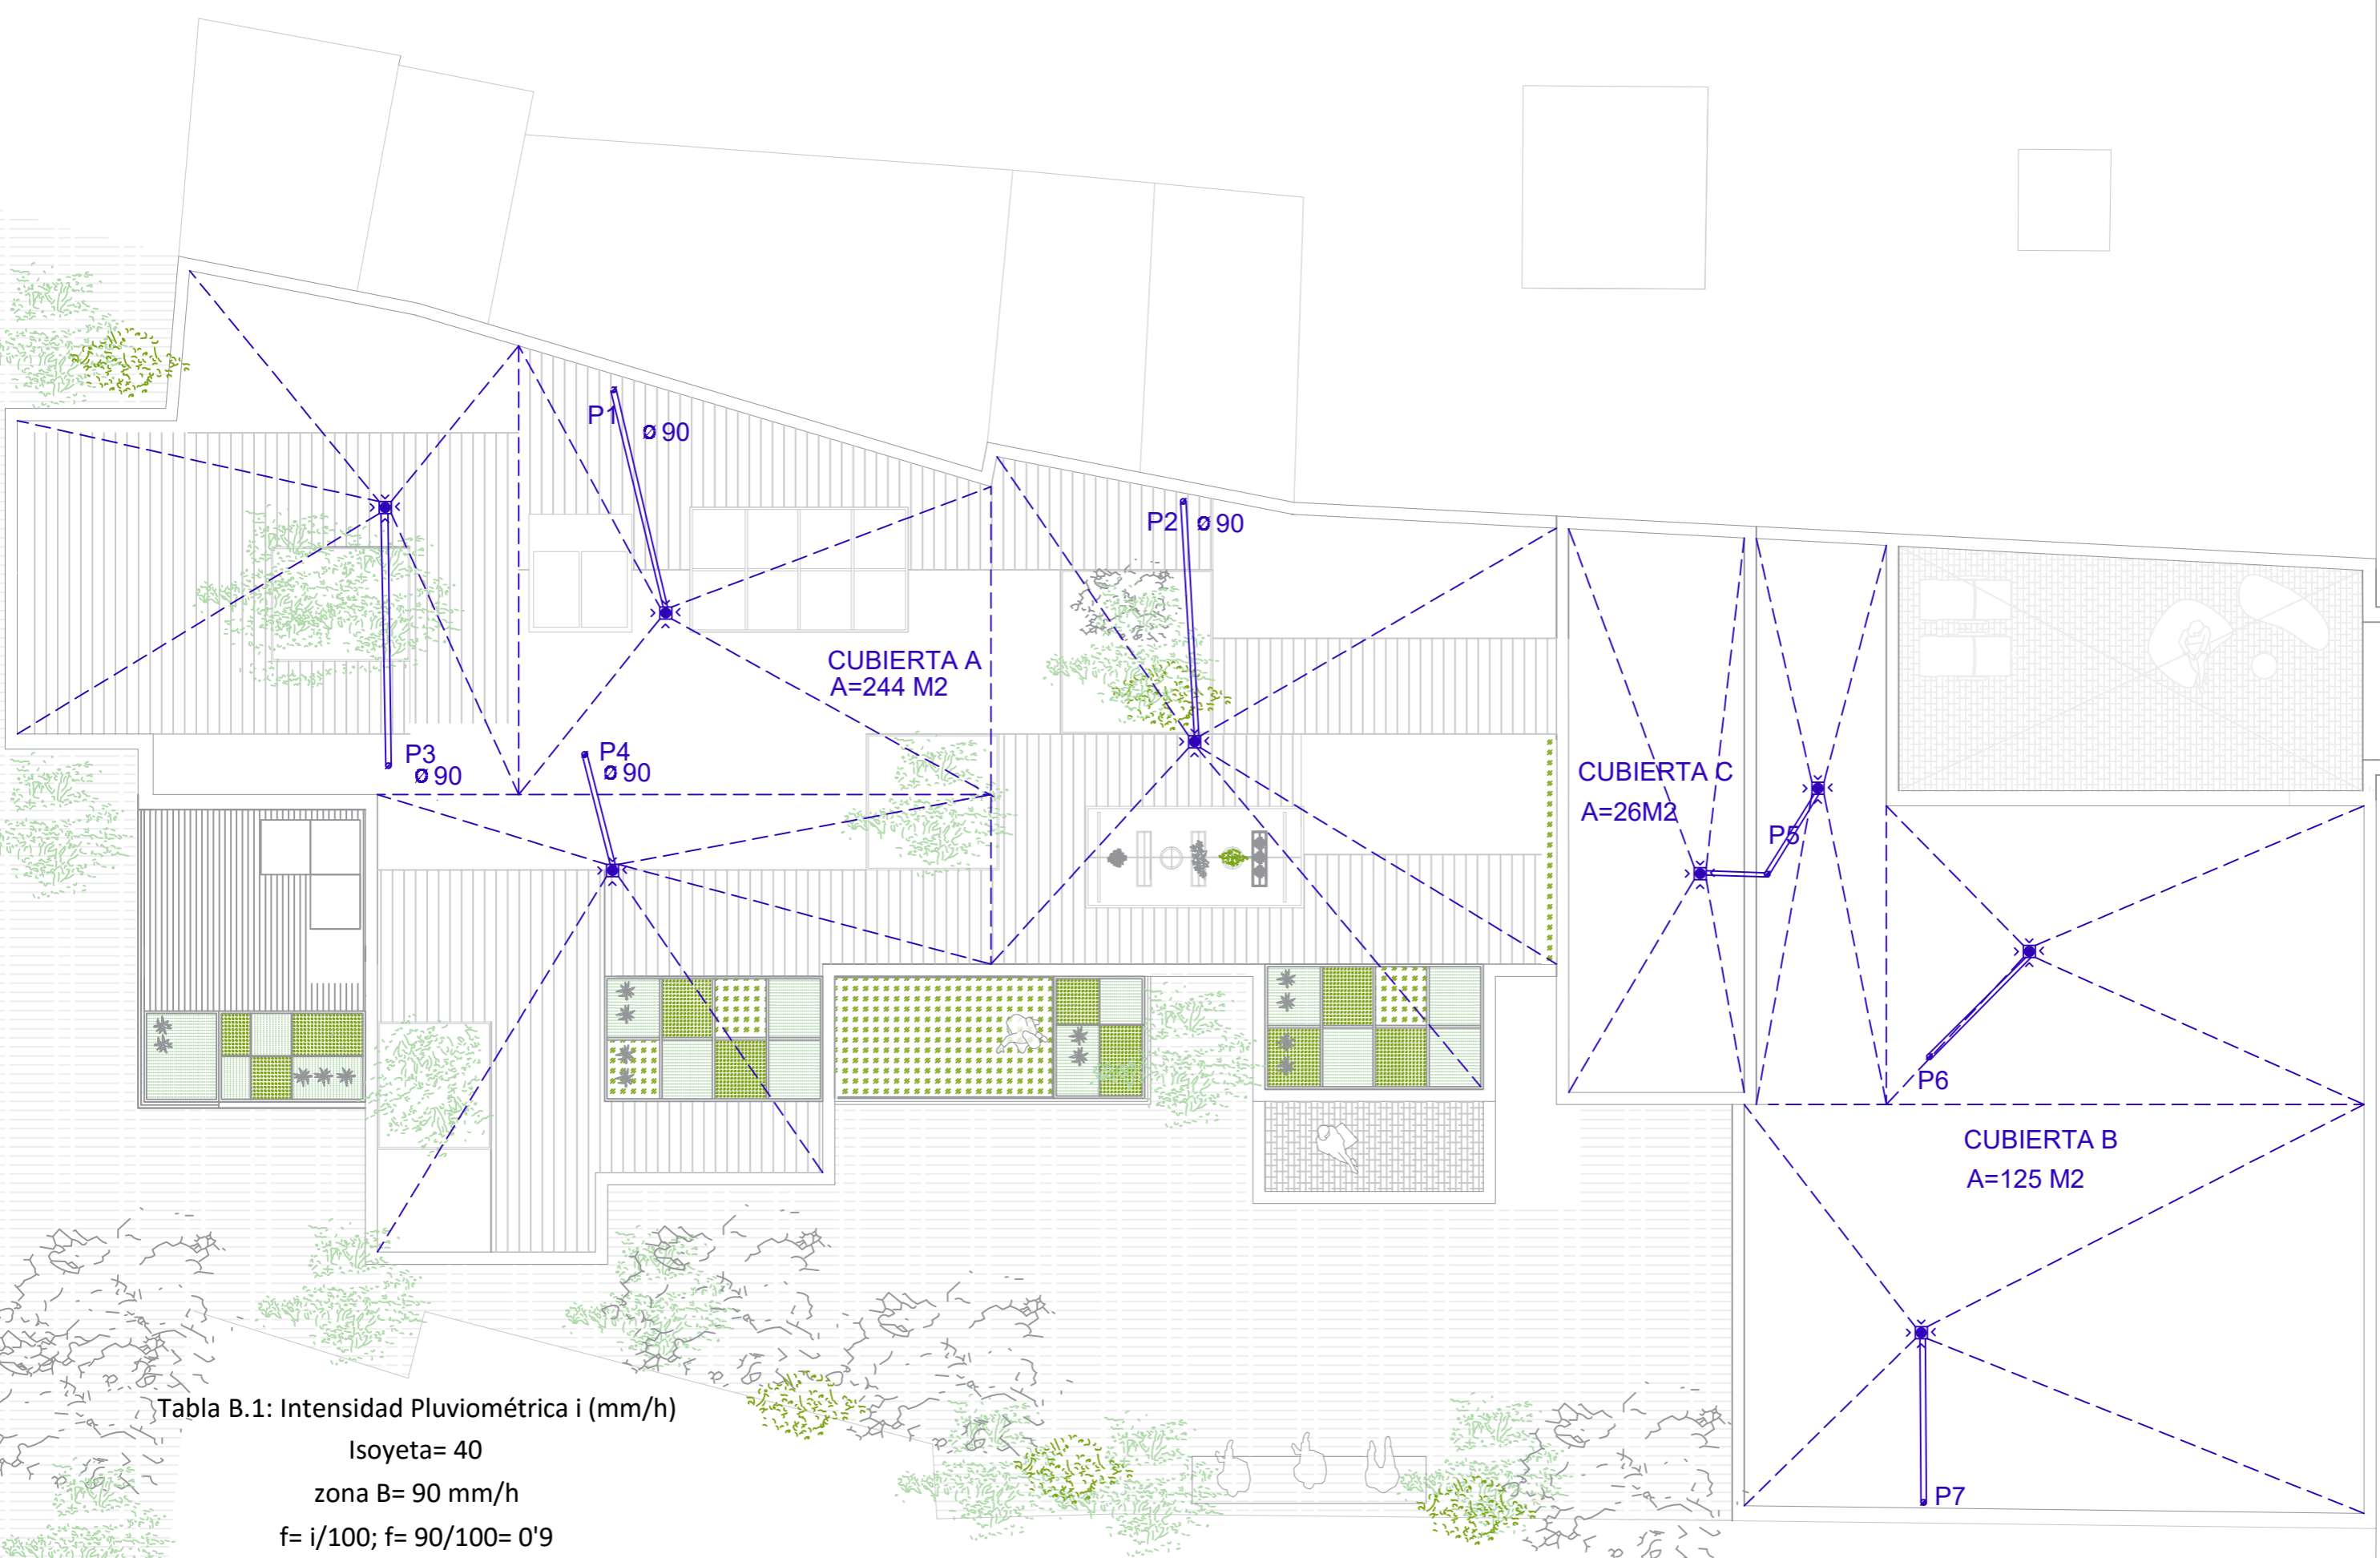 P1
ø 90
P2 ø 90
CUBIERTA A
A=244 M2
P3
ø 90
P4
ø 90
CUBIERTA C
A=26M2
P5
P6
CUBIERTA B
A=125 M2
P7
Tabla B.1: Intensidad Pluviométrica i (mm/h)
Isoyeta= 40
zona B= 90 mm/h
f= i/100; f= 90/100= 0'9